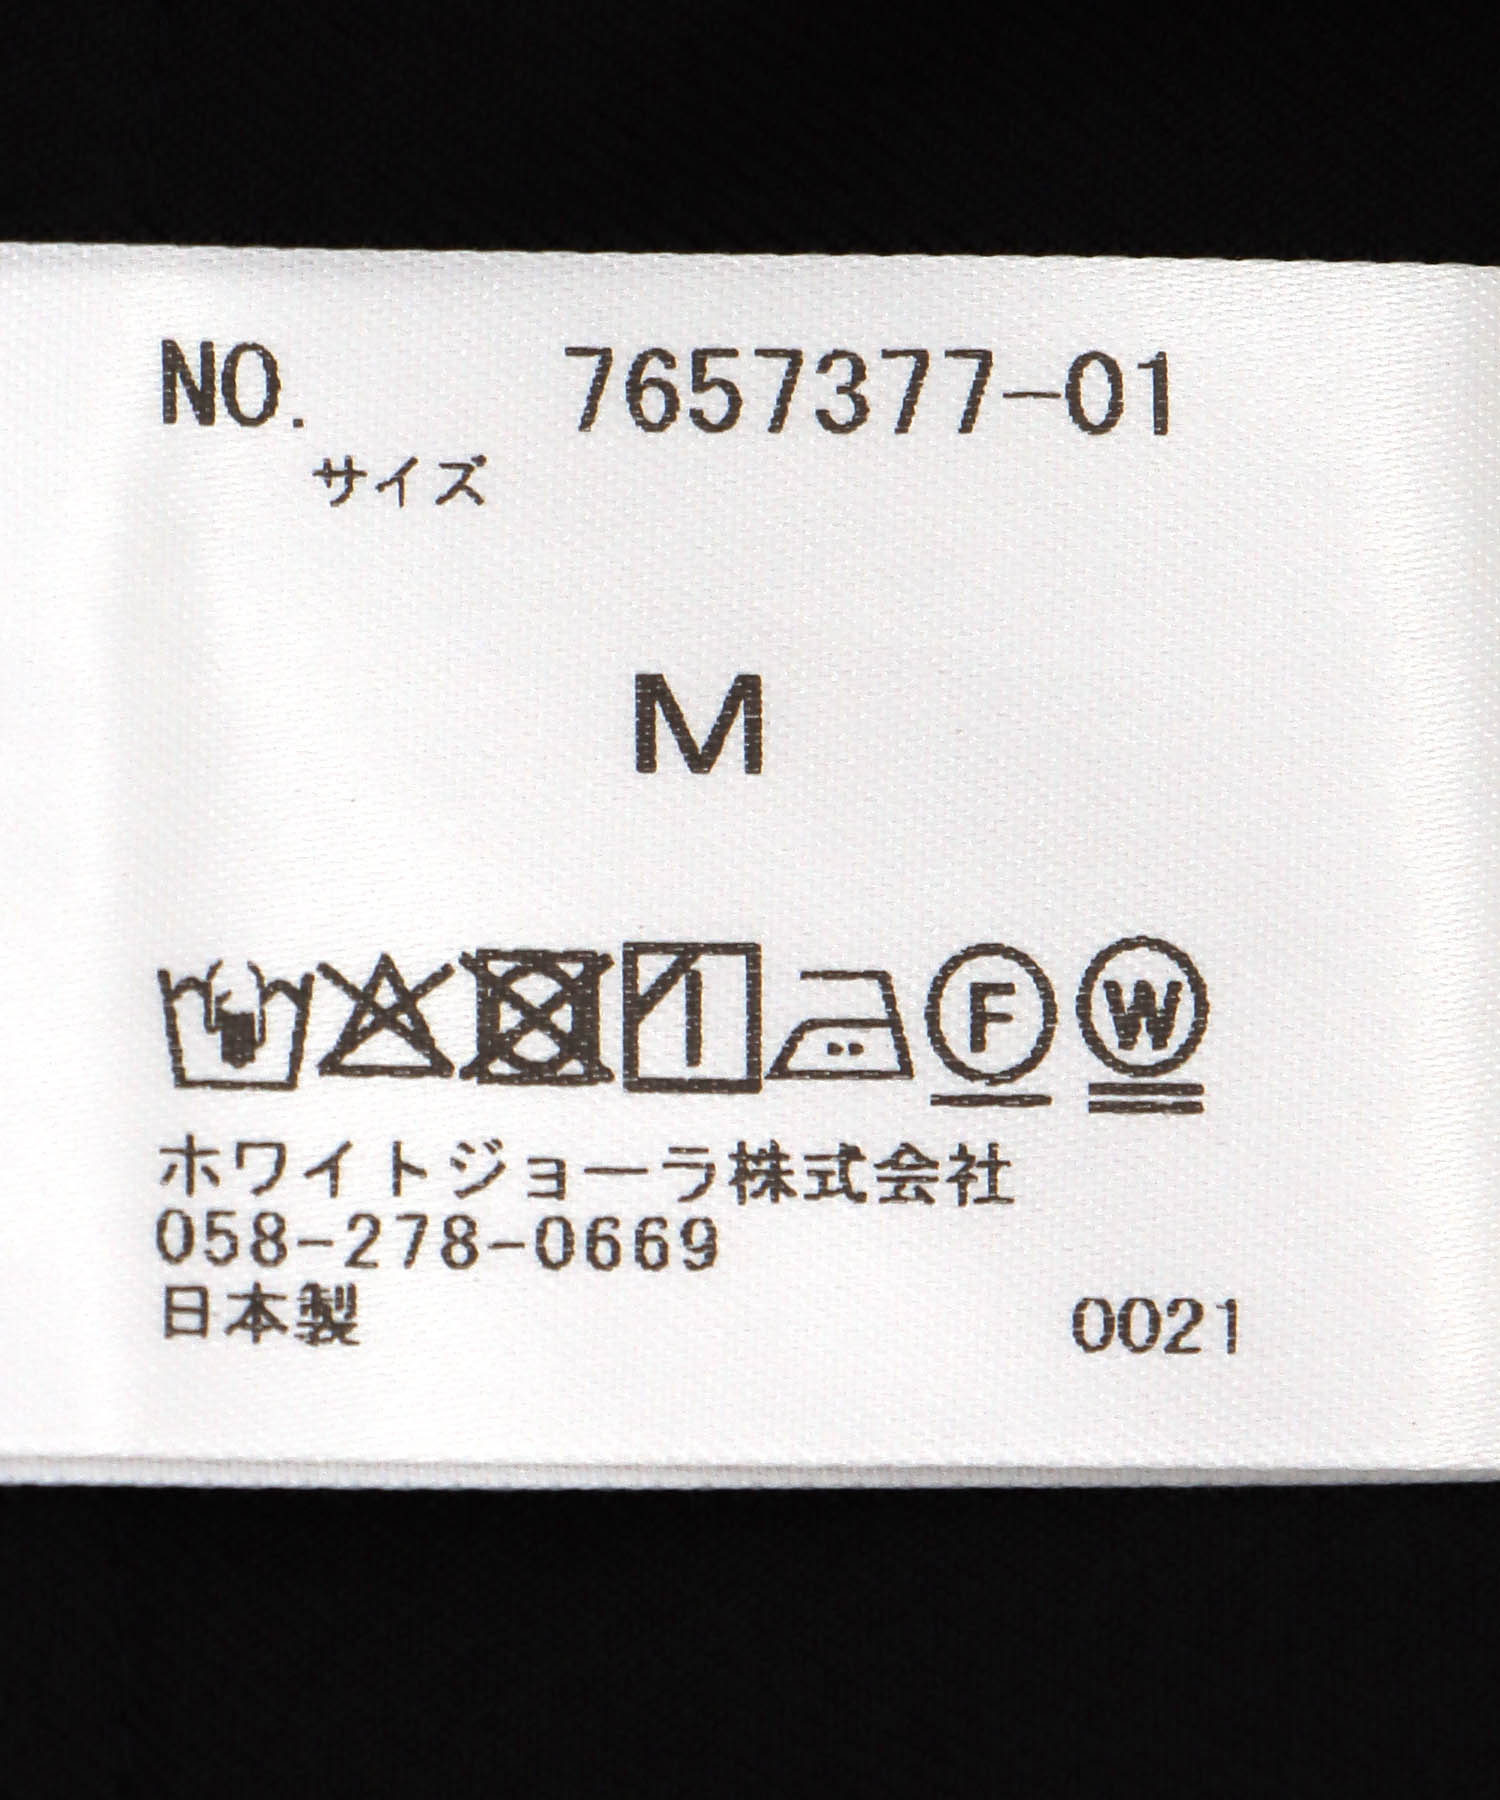 NO. 7657377-01
サイズ
M
F W
ホワイトジョーラ株式会社
058-278-0669
日本製 0021